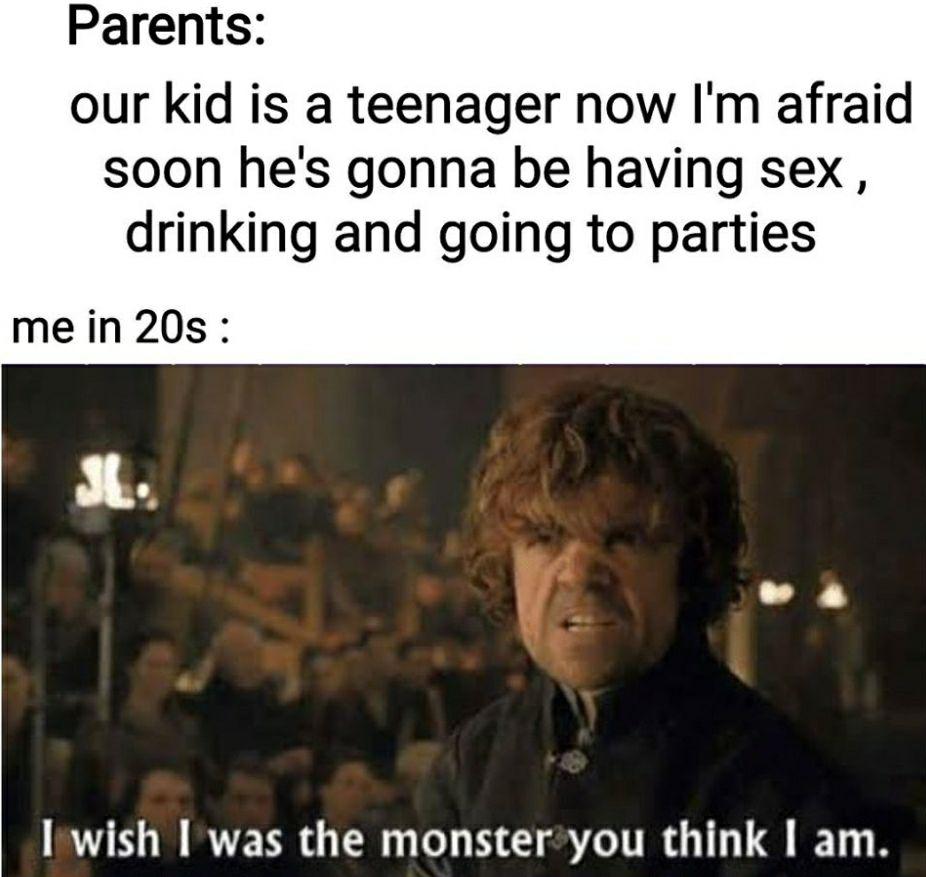 Parents:
our kid is a teenager now I'm afraid
soon he's gonna be having sex ,
drinking and going to parties
me in 20s :
I wish I was the monster you think I am.